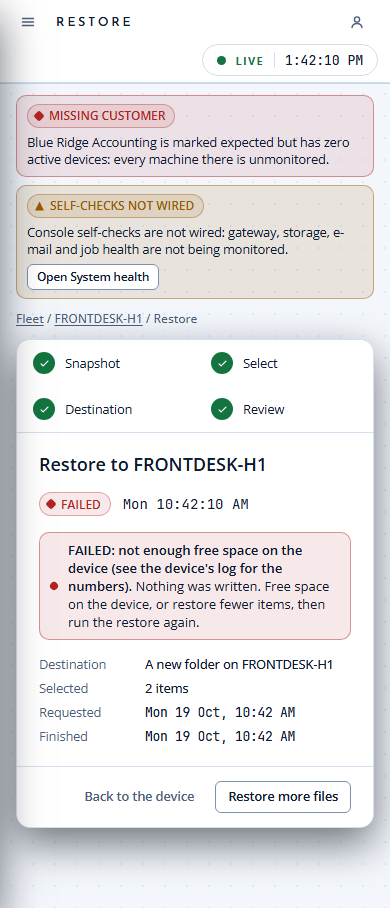 RESTORE
LIVE 1:42:10 PM
MISSING CUSTOMER
Blue Ridge Accounting is marked expected but has zero
active devices: every machine there is unmonitored.
SELF-CHECKS NOT WIRED
Console self-checks are not wired: gateway, storage, e-
mail and job health are not being monitored.
Open System health
Fleet / FRONTDESK-H1 / Restore
Snapshot
Select
Destination
Review
Restore to FRONTDESK-H1
FAILED Mon 10:42:10 AM
FAILED: not enough free space on the
device (see the device's log for the
numbers). Nothing was written. Free space
on the device, or restore fewer items, then
run the restore again.
Destination A new folder on FRONTDESK-H1
Selected 2 items
Requested Mon 19 Oct, 10:42 AM
Finished Mon 19 Oct, 10:42 AM
Back to the device
Restore more files